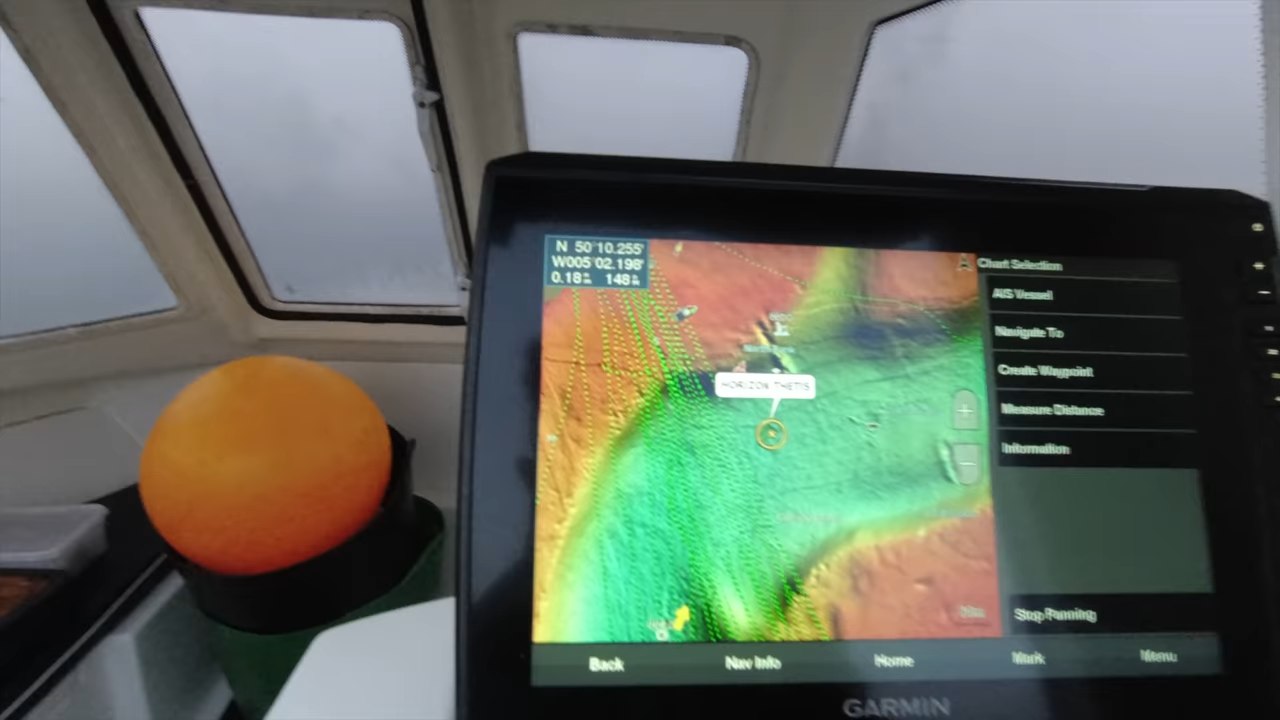 N 50°10.255'
W005°02.198'
0.18 148
HORIZON THETIS
Chart Selection
AIS Vessel
Navigate To
Create Waypoint
Measure Distance
Information
Stop Panning
Back Nav Info Home Mark Menu
GARMIN